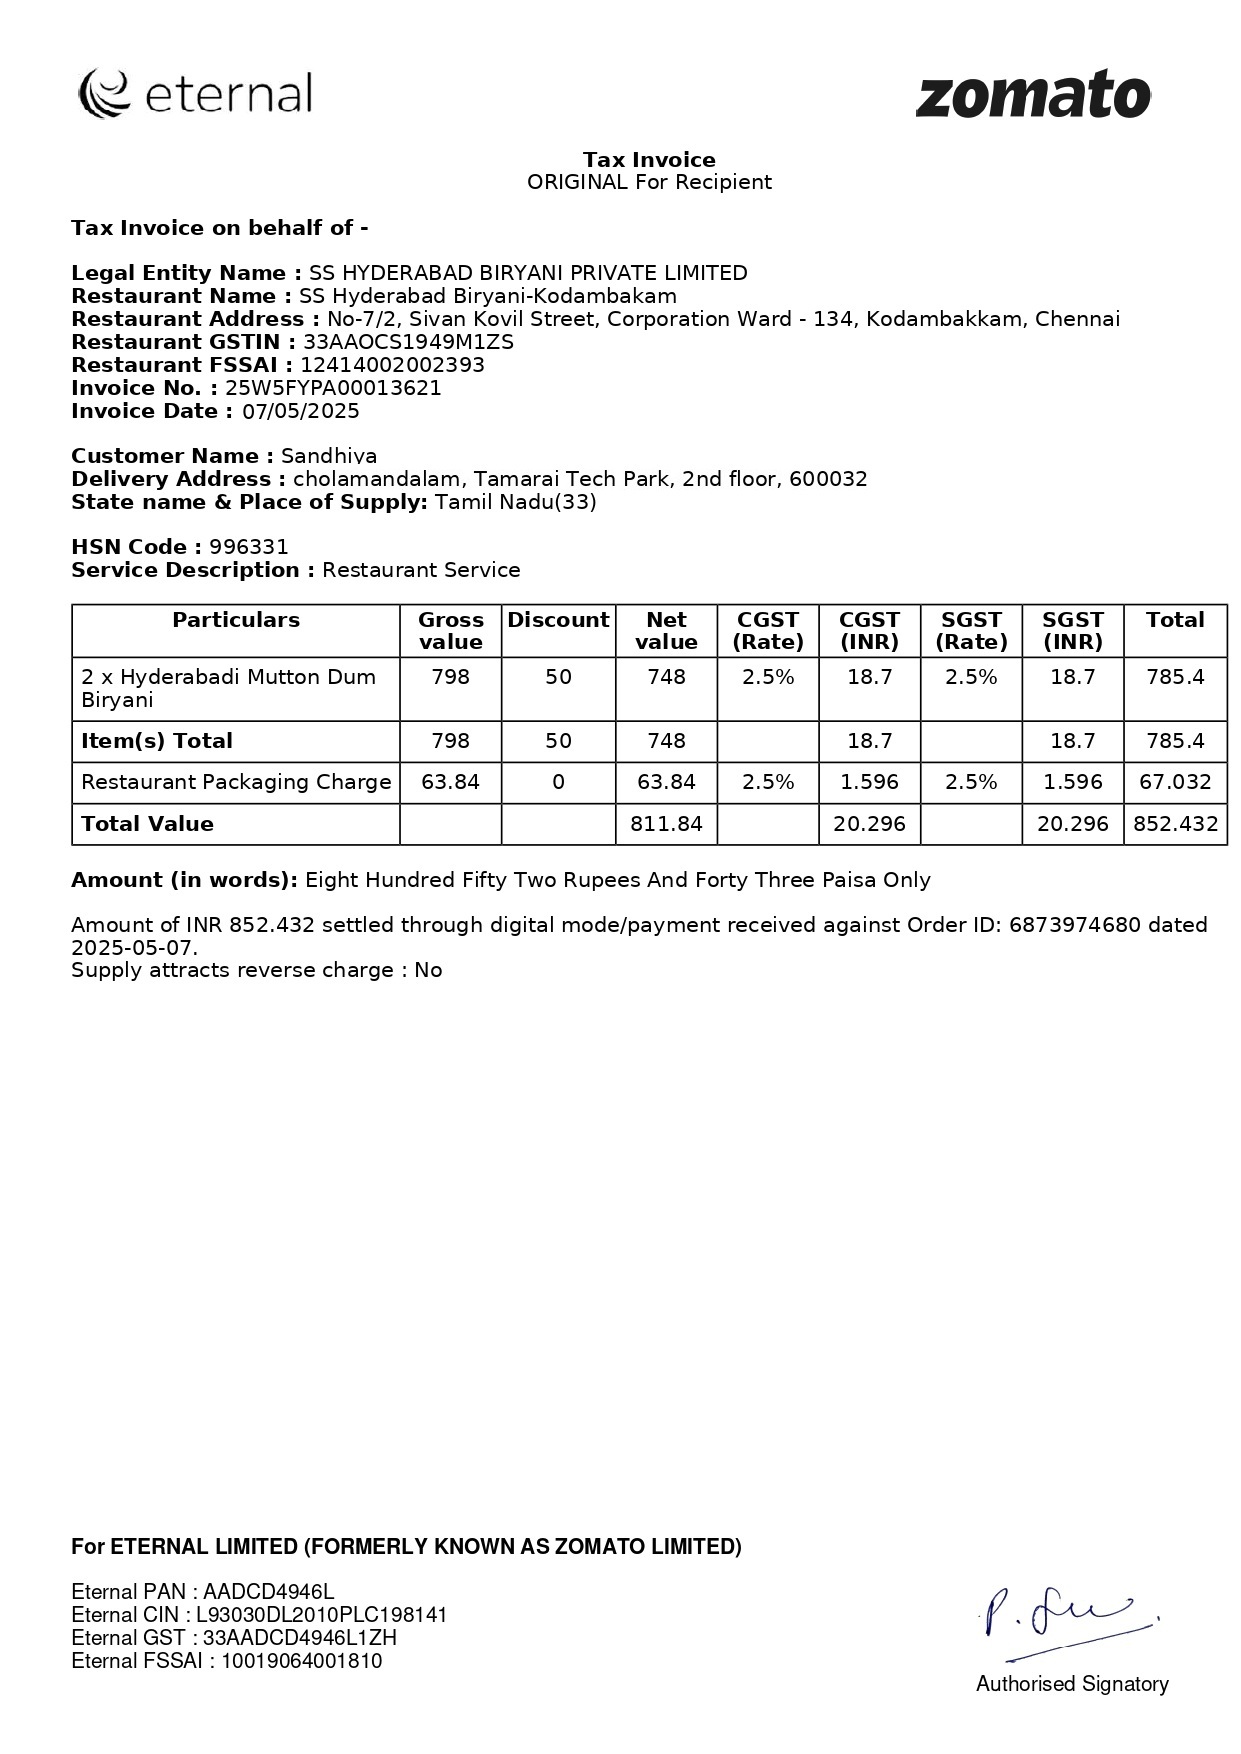 eternal
zomato
Tax Invoice
ORIGINAL For Recipient
Tax Invoice on behalf of -
Legal Entity Name : SS HYDERABAD BIRYANI PRIVATE LIMITED
Restaurant Name : SS Hyderabad Biryani-Kodambakam
Restaurant Address : No-7/2, Sivan Kovil Street, Corporation Ward - 134, Kodambakkam, Chennai
Restaurant GSTIN : 33AAOCS1949M1ZS
Restaurant FSSAI : 12414002002393
Invoice No. : 25W5FYPA00013621
Invoice Date : 07/05/2025
Customer Name : Sandhiya
Delivery Address : cholamandalam, Tamarai Tech Park, 2nd floor, 600032
State name & Place of Supply: Tamil Nadu(33)
HSN Code : 996331
Service Description : Restaurant Service
Particulars Gross value Discount Net value CGST (Rate) CGST (INR) SGST (Rate) SGST (INR) Total
2 x Hyderabadi Mutton Dum Biryani 798 50 748 2.5% 18.7 2.5% 18.7 785.4
Item(s) Total 798 50 748 18.7 18.7 785.4
Restaurant Packaging Charge 63.84 0 63.84 2.5% 1.596 2.5% 1.596 67.032
Total Value 811.84 20.296 20.296 852.432
Amount (in words): Eight Hundred Fifty Two Rupees And Forty Three Paisa Only
Amount of INR 852.432 settled through digital mode/payment received against Order ID: 6873974680 dated
2025-05-07.
Supply attracts reverse charge : No
For ETERNAL LIMITED (FORMERLY KNOWN AS ZOMATO LIMITED)
Eternal PAN : AADCD4946L
Eternal CIN : L93030DL2010PLC198141
Eternal GST : 33AADCD4946L1ZH
Eternal FSSAI : 10019064001810
Authorised Signatory